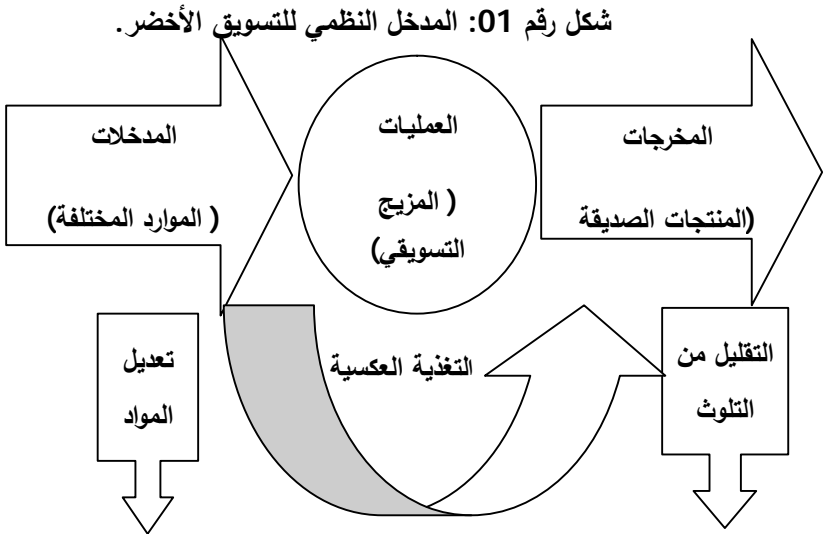 شكل رقم 01: المدخل النظمي للتسويق الأخضر.
المدخلات
( الموارد المختلفة)
العمليات
( المزيج
التسويقي)
المخرجات
(المنتجات الصديقة
تعديل
المواد
التغذية العكسية
التقليل من
التلوث